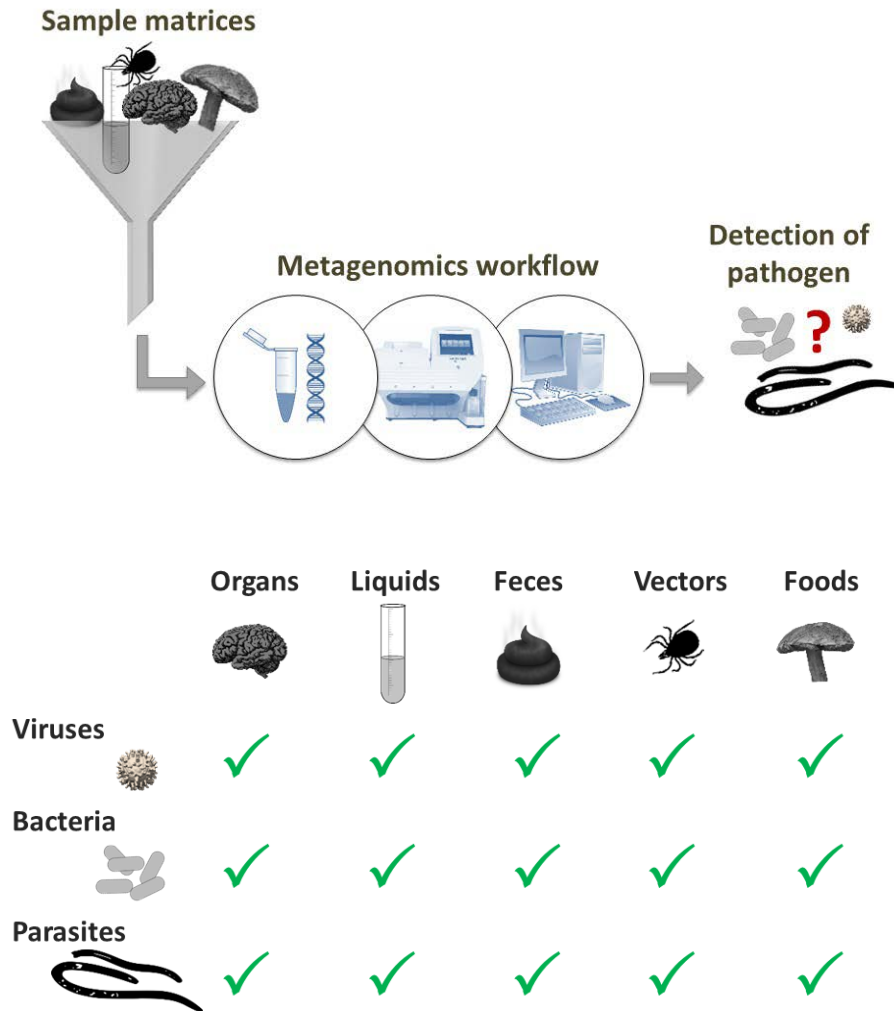 Sample matrices
Metagenomics workflow
Detection of
pathogen
?
Organs Liquids Feces Vectors Foods
Viruses
Bacteria
Parasites